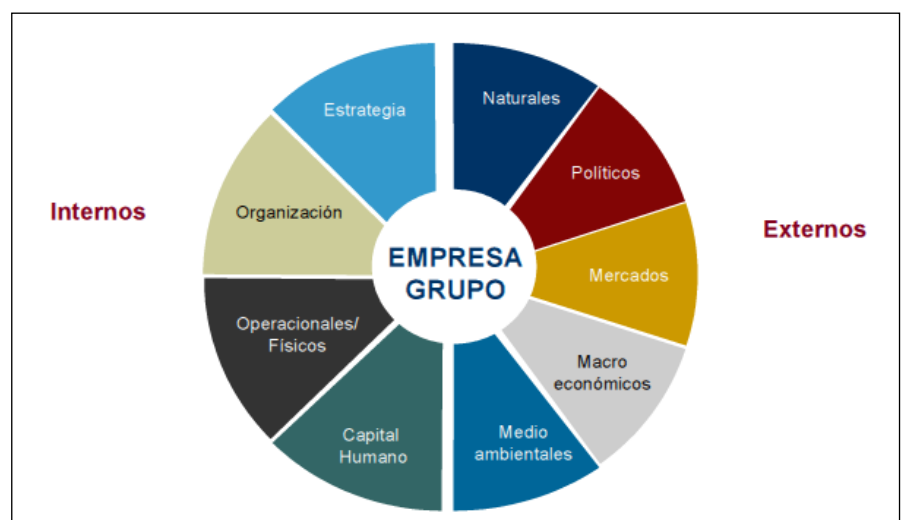 Estrategia
Naturales
Políticos
Internos
Organización
Externos
EMPRESA
GRUPO
Mercados
Operacionales/
Físicos
Macro
económicos
Capital
Humano
Medio
ambientales